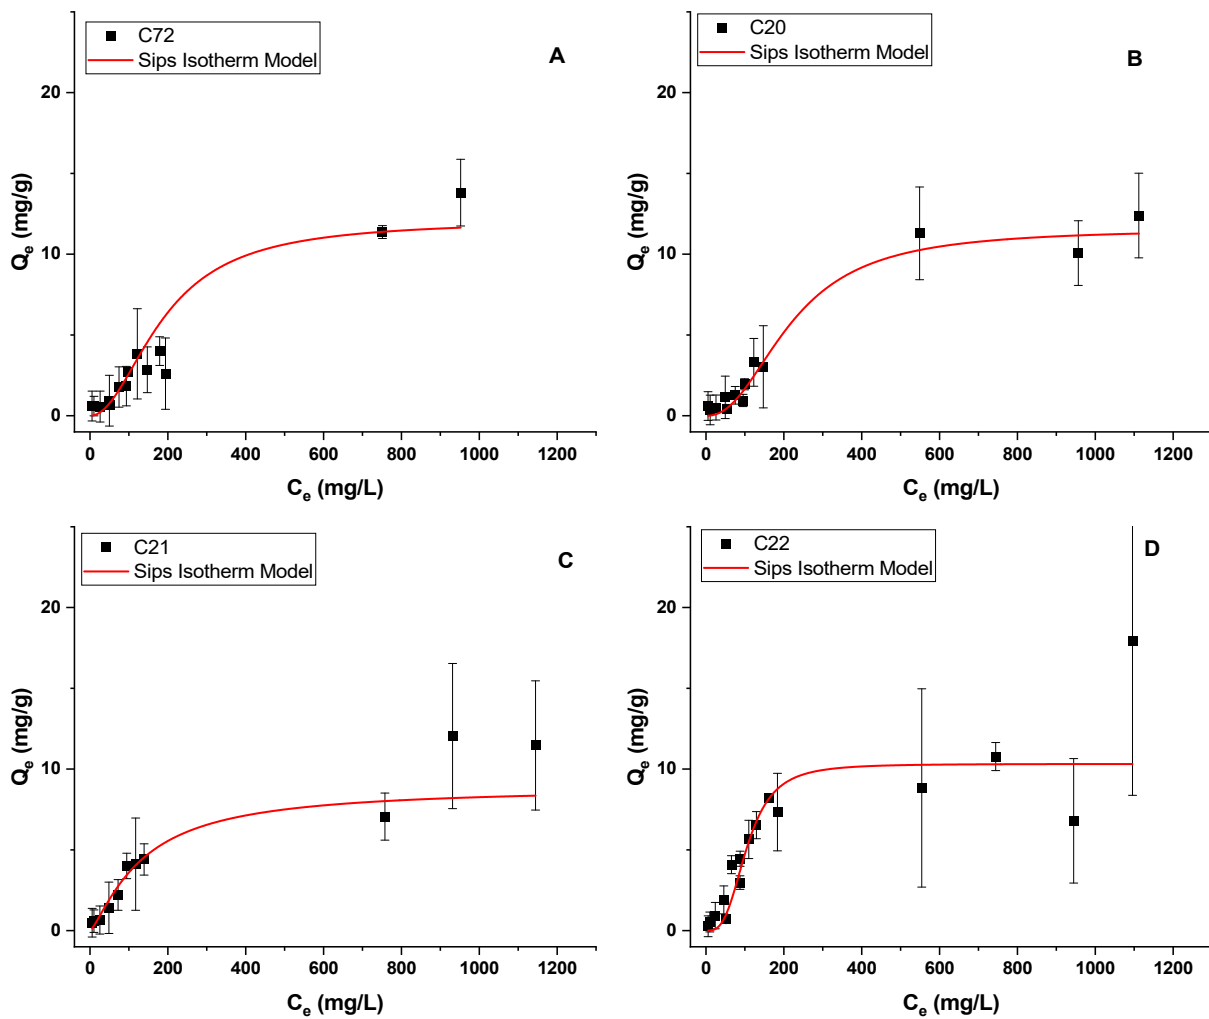 C72
Sips Isotherm Model
A
20
10
0
Qe (mg/g)
0 200 400 600 800 1000 1200
Ce (mg/L)
C20
Sips Isotherm Model
B
20
10
0
Qe (mg/g)
0 200 400 600 800 1000 1200
Ce (mg/L)
C21
Sips Isotherm Model
C
20
10
0
Qe (mg/g)
0 200 400 600 800 1000 1200
Ce (mg/L)
C22
Sips Isotherm Model
D
20
10
0
Qe (mg/g)
0 200 400 600 800 1000 1200
Ce (mg/L)